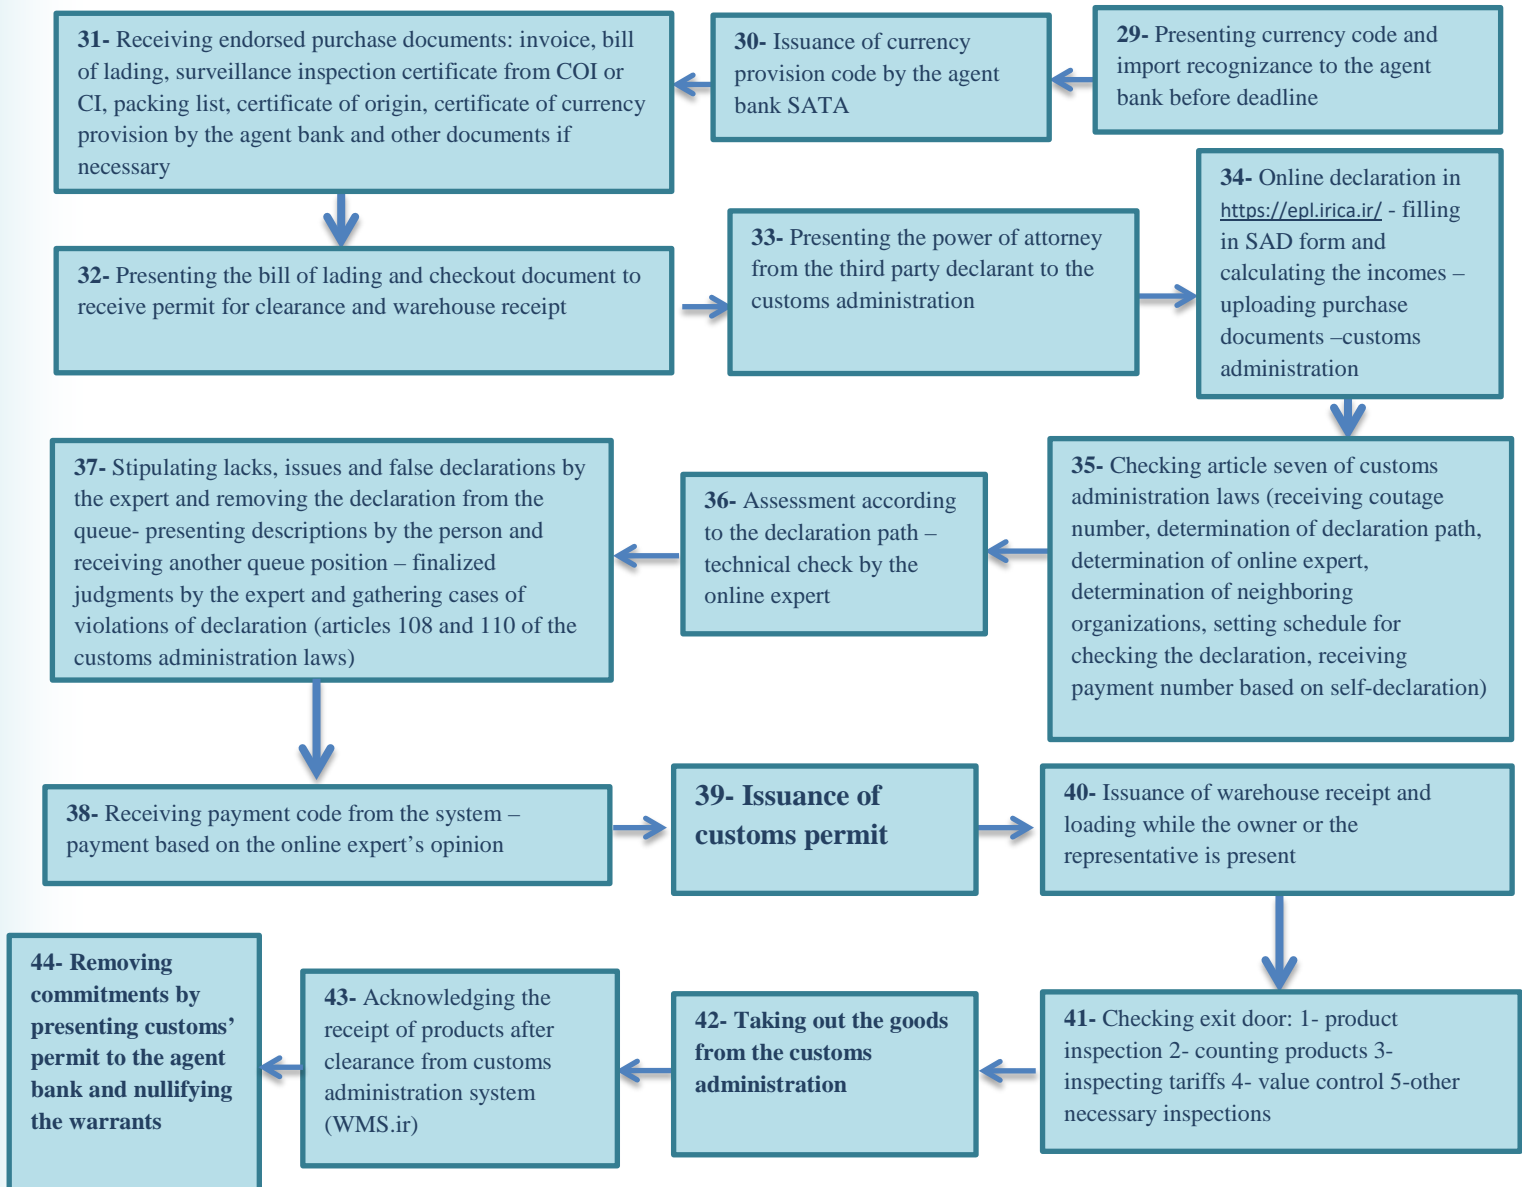 31- Receiving endorsed purchase documents: invoice, bill
of lading, surveillance inspection certificate from COI or
CI, packing list, certificate of origin, certificate of currency
provision by the agent bank and other documents if
necessary
30- Issuance of currency
provision code by the agent
bank SATA
29- Presenting currency code and
import recognizance to the agent
bank before deadline
32- Presenting the bill of lading and checkout document to
receive permit for clearance and warehouse receipt
33- Presenting the power of attorney
from the third party declarant to the
customs administration
34- Online declaration in
https://epl.irica.ir/ - filling
in SAD form and
calculating the incomes –
uploading purchase
documents –customs
administration
37- Stipulating lacks, issues and false declarations by
the expert and removing the declaration from the
queue- presenting descriptions by the person and
receiving another queue position – finalized
judgments by the expert and gathering cases of
violations of declaration (articles 108 and 110 of the
customs administration laws)
36- Assessment according
to the declaration path –
technical check by the
online expert
35- Checking article seven of customs
administration laws (receiving coutage
number, determination of declaration path,
determination of online expert,
determination of neighboring
organizations, setting schedule for
checking the declaration, receiving
payment number based on self-declaration)
38- Receiving payment code from the system –
payment based on the online expert’s opinion
39- Issuance of
customs permit
40- Issuance of warehouse receipt and
loading while the owner or the
representative is present
44- Removing
commitments by
presenting customs’
permit to the agent
bank and nullifying
the warrants
43- Acknowledging the
receipt of products after
clearance from customs
administration system
(WMS.ir)
42- Taking out the goods
from the customs
administration
41- Checking exit door: 1- product
inspection 2- counting products 3-
inspecting tariffs 4- value control 5-other
necessary inspections